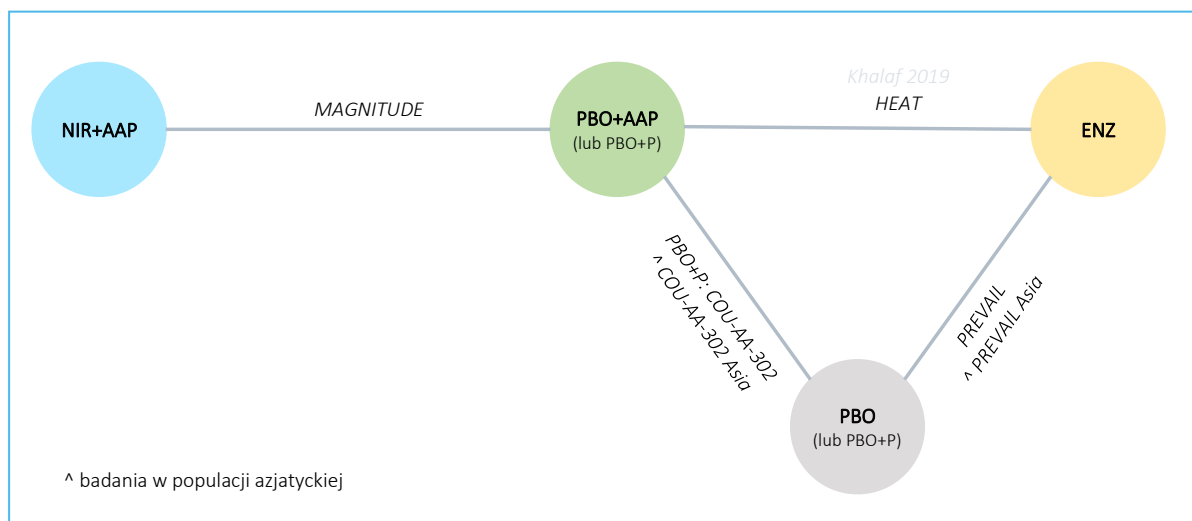 Khalaf 2019
HEAT
MAGNITUDE
NIR+AAP
PBO+AAP
(lub PBO+P)
ENZ
PBO+P: COU-AA-302
^ COU-AA-302 Asia
PREVAIL
^ PREVAIL Asia
PBO
(lub PBO+P)
^ badania w populacji azjatyckiej